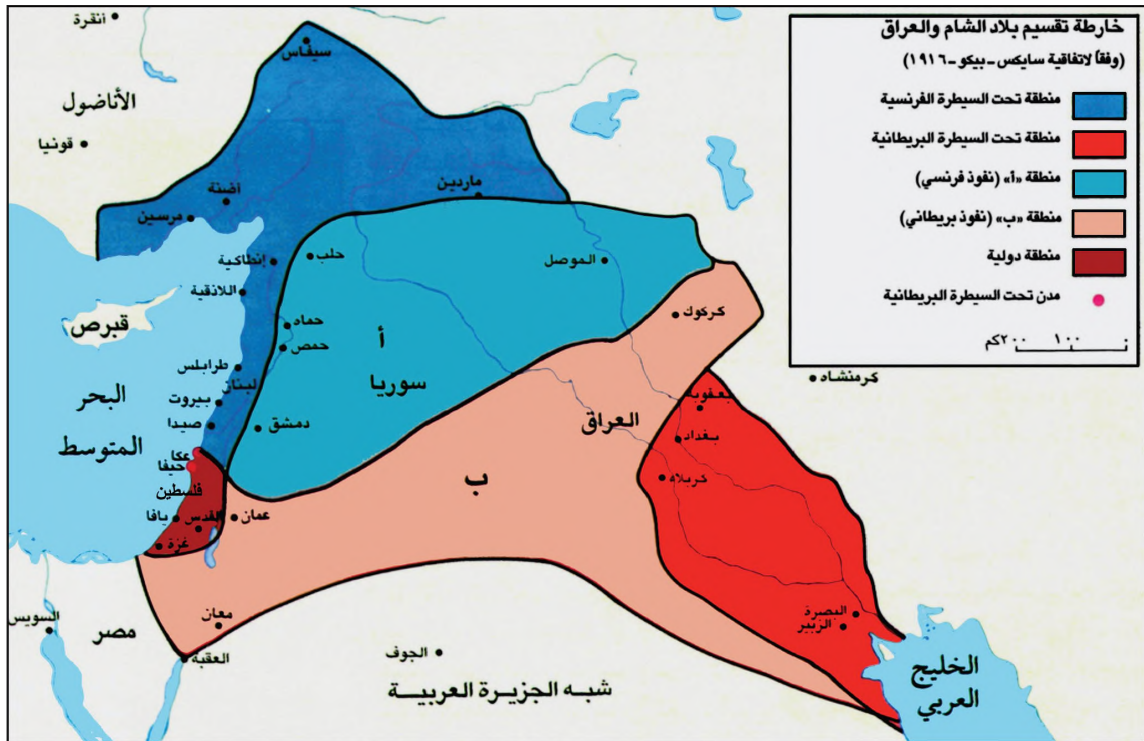 خارطة تقسيم بلاد الشام والعراق
(وفقاً لاتفاقية سايكس-بيكو-١٩١٦)
منطقة تحت السيطرة الفرنسية
منطقة تحت السيطرة البريطانية
منطقة «أ» (نفوذ فرنسي)
منطقة «ب» (نفوذ بريطاني)
منطقة دولية
مدن تحت السيطرة البريطانية
٢٠٠كم ١٠٠ ٠
أنقرة
سيفاس
الأناضول
قونيا
أضنة
مرسين
ماردين
إنطاكية
حلب
الموصل
اللاذقية
قبرص
حماه
حمص
كركوك
أ
سوريا
طرابلس
لبنان
كرمنشاه
البحر
المتوسط
بيروت
صيدا
دمشق
العراق
بعقوبة
بغداد
عكا
حيفا
كربلاء
ب
فلسطين
يافا
القدس
عمان
غزة
معان
مصر
السويس
العقبة
الجوف
البصرة
الزبير
شبه الجزيرة العربية
الخليج
العربي